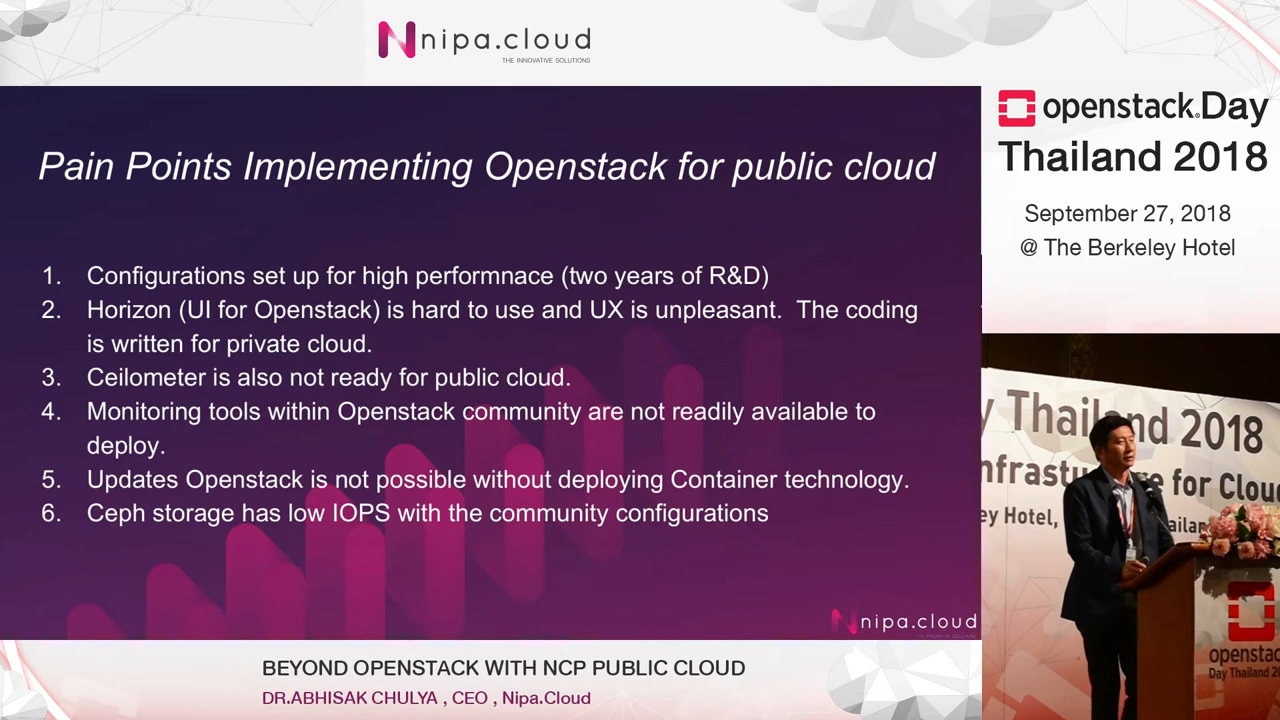 nipa.cloud
THE INNOVATIVE SOLUTIONS
openstack.Day
Thailand 2018
September 27, 2018
@ The Berkeley Hotel
Pain Points Implementing Openstack for public cloud
1. Configurations set up for high performnace (two years of R&D)
2. Horizon (UI for Openstack) is hard to use and UX is unpleasant. The coding
is written for private cloud.
3. Ceilometer is also not ready for public cloud.
4. Monitoring tools within Openstack community are not readily available to
deploy.
5. Updates Openstack is not possible without deploying Container technology.
6. Ceph storage has low IOPS with the community configurations
nipa.cloud
y Thailand 2018
for Clou
ey Hotel,
openstac
Day Thailand 20
BEYOND OPENSTACK WITH NCP PUBLIC CLOUD
DR.ABHISAK CHULYA , CEO , Nipa.Cloud